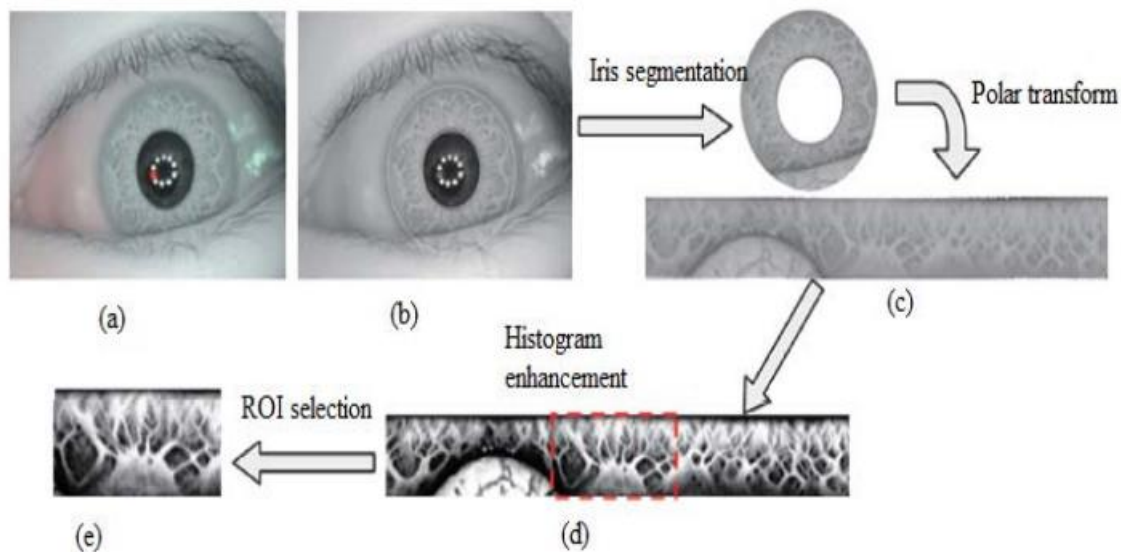 Iris segmentation
Polar transform
(a)
(b)
(c)
Histogram
enhancement
ROI selection
(d)
(e)